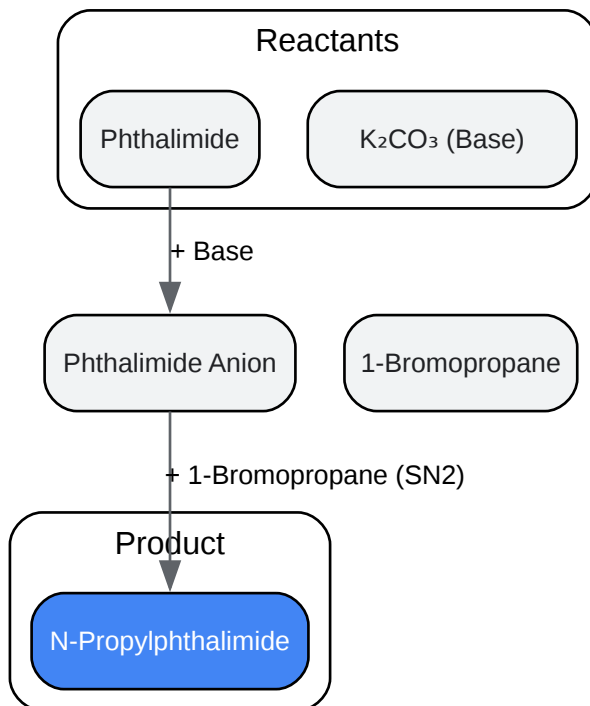 Reactants
Phthalimide
K₂CO₃ (Base)
+ Base
Phthalimide Anion
1-Bromopropane
+ 1-Bromopropane (SN2)
Product
N-Propylphthalimide